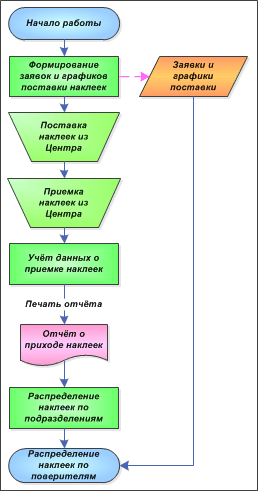 Начало работы
Формирование
заявок и графиков
поставки наклеек
Заявки и
графики
поставки
Поставка
наклеек из
Центра
Приемка
наклеек из
Центра
Учёт данных о
приемке наклеек
Печать отчёта
Отчёт о
приходе наклеек
Распределение
наклеек по
подразделениям
Распределение
наклеек по
поверителям